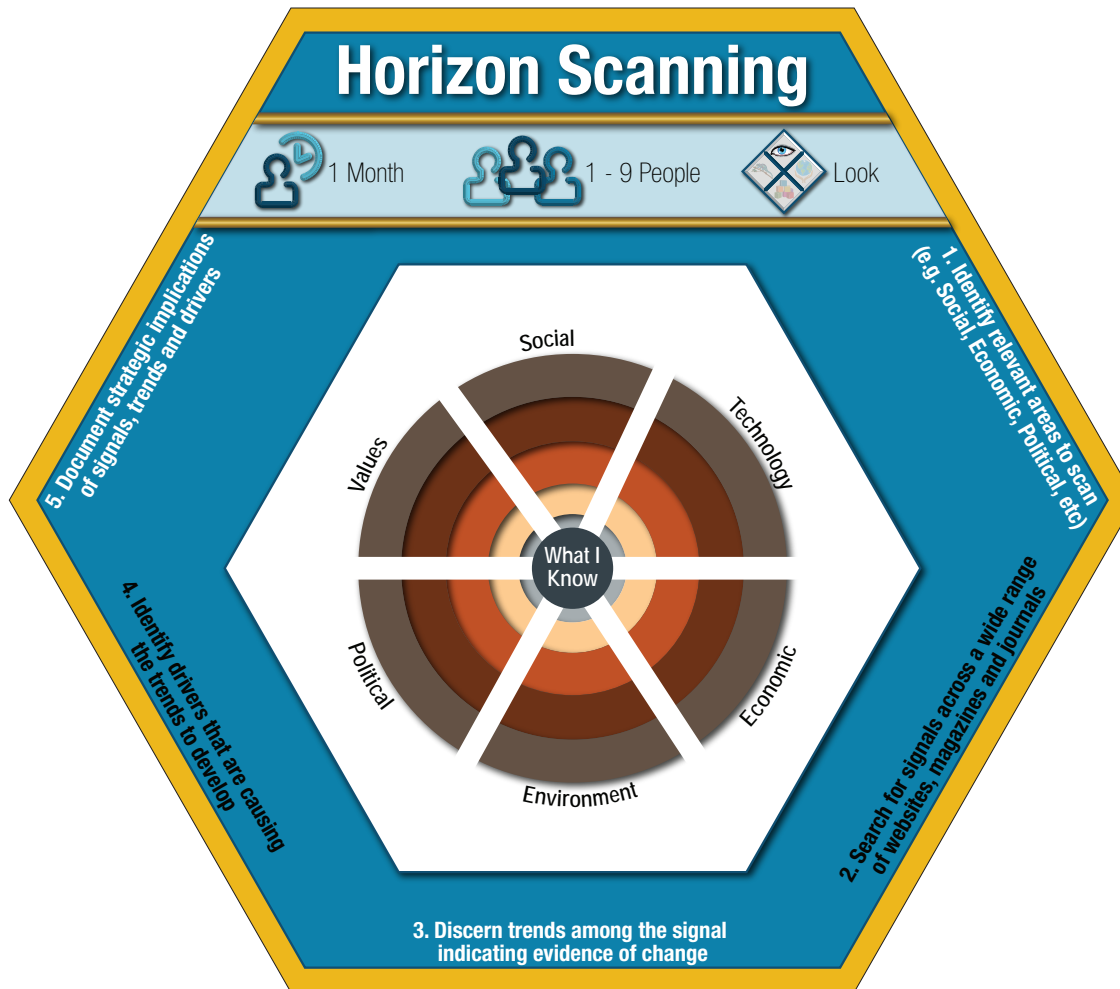 Horizon Scanning
1 Month
1 - 9 People
Look
1. Identify relevant areas to scan
(e.g. Social, Economic, Political, etc)
2. Search for signals across a wide range
of websites, magazines and journals
3. Discern trends among the signal
indicating evidence of change
4. Identify drivers that are causing
the trends to develop
5. Document strategic implications
of signals, trends and drivers
Social
Technology
Economic
Environment
Political
Values
What I
Know